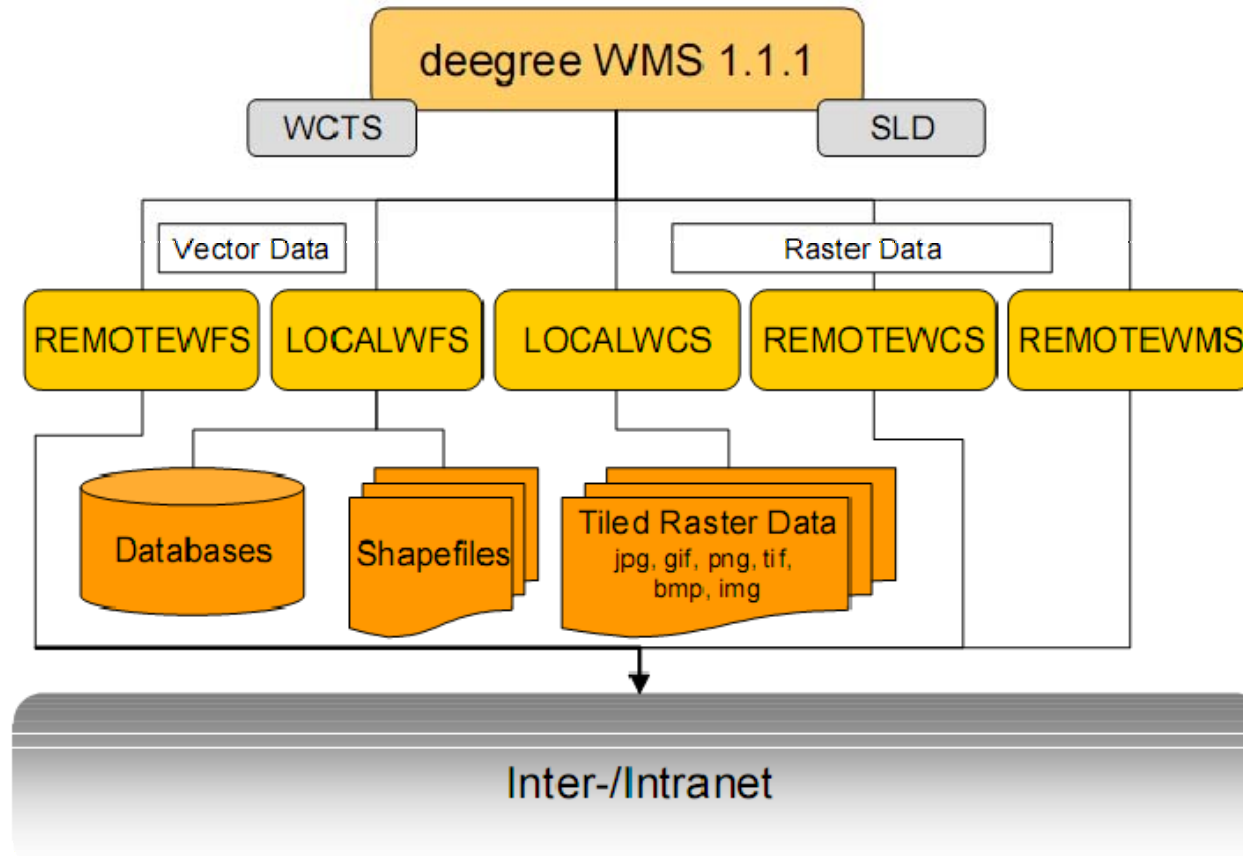 deegree WMS 1.1.1
WCTS
SLD
Vector Data
Raster Data
REMOTEWFS
LOCALWFS
LOCALWCS
REMOTEWCS
REMOTEWMS
Databases
Shapefiles
Tiled Raster Data
jpg, gif, png, tif,
bmp, img
Inter-/Intranet